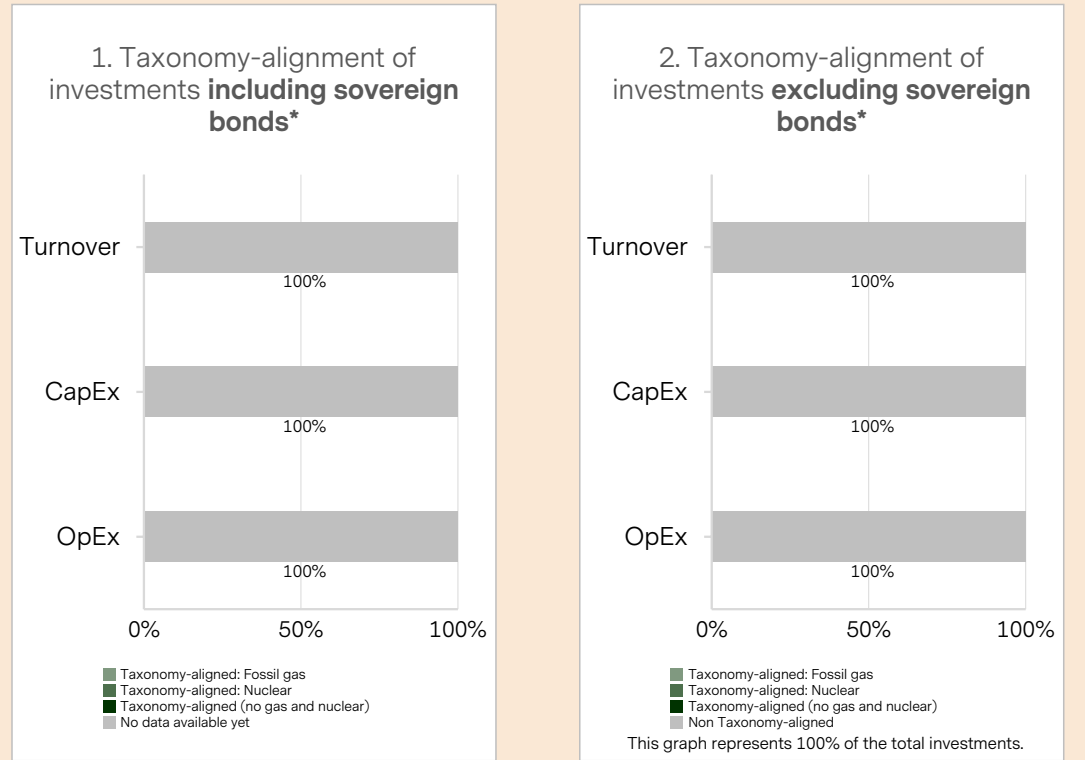 1. Taxonomy-alignment of
investments including sovereign
bonds*
Turnover
100%
CapEx
100%
OpEx
100%
0% 50% 100%
Taxonomy-aligned: Fossil gas
Taxonomy-aligned: Nuclear
Taxonomy-aligned (no gas and nuclear)
No data available yet
2. Taxonomy-alignment of
investments excluding sovereign
bonds*
Turnover
100%
CapEx
100%
OpEx
100%
0% 50% 100%
Taxonomy-aligned: Fossil gas
Taxonomy-aligned: Nuclear
Taxonomy-aligned (no gas and nuclear)
Non Taxonomy-aligned
This graph represents 100% of the total investments.